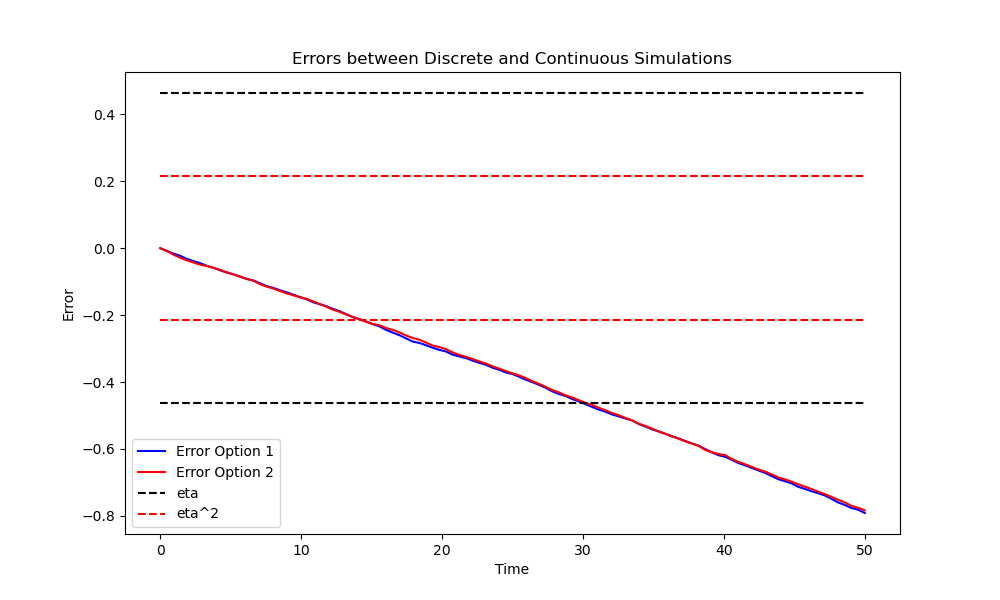 Errors between Discrete and Continuous Simulations
Error
0.4
0.2
0.0
−0.2
−0.4
−0.6
−0.8
Error Option 1
Error Option 2
eta
eta^2
0 10 20 30 40 50
Time